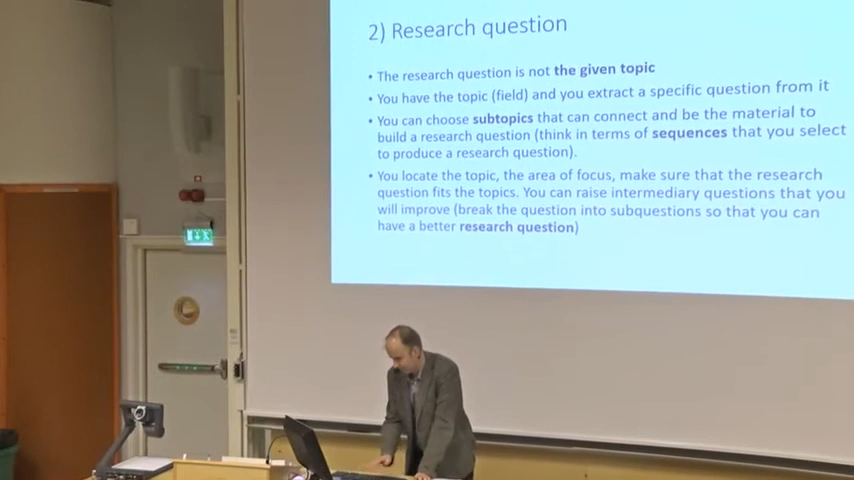 2) Research question
• The research question is not the given topic
• You have the topic (field) and you extract a specific question from it
• You can choose subtopics that can connect and be the material to
build a research question (think in terms of sequences that you select
to produce a research question).
• You locate the topic, the area of focus, make sure that the research
question fits the topics. You can raise intermediary questions that you
will improve (break the question into subquestions so that you can
have a better research question)